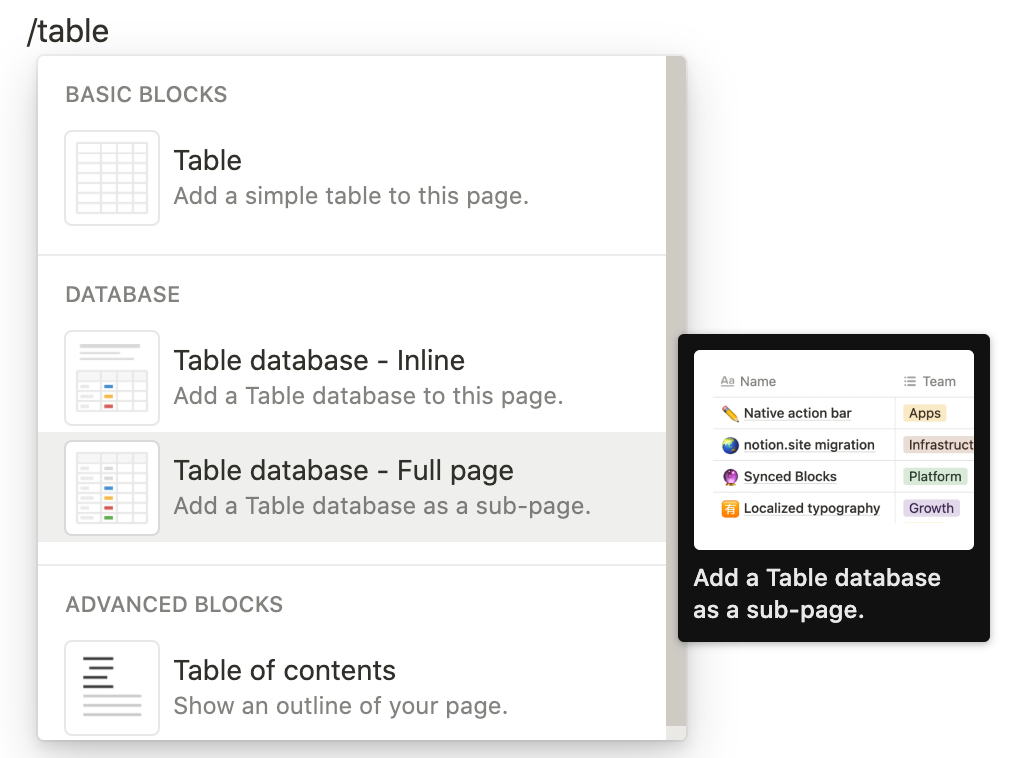 /table
BASIC BLOCKS
Table
Add a simple table to this page.
DATABASE
Table database - Inline
Add a Table database to this page.
Table database - Full page
Add a Table database as a sub-page.
ADVANCED BLOCKS
Table of contents
Show an outline of your page.
Aa Name Team
Native action bar Apps
notion.site migration Infrastruct
Synced Blocks Platform
有 Localized typography Growth
Add a Table database
as a sub-page.